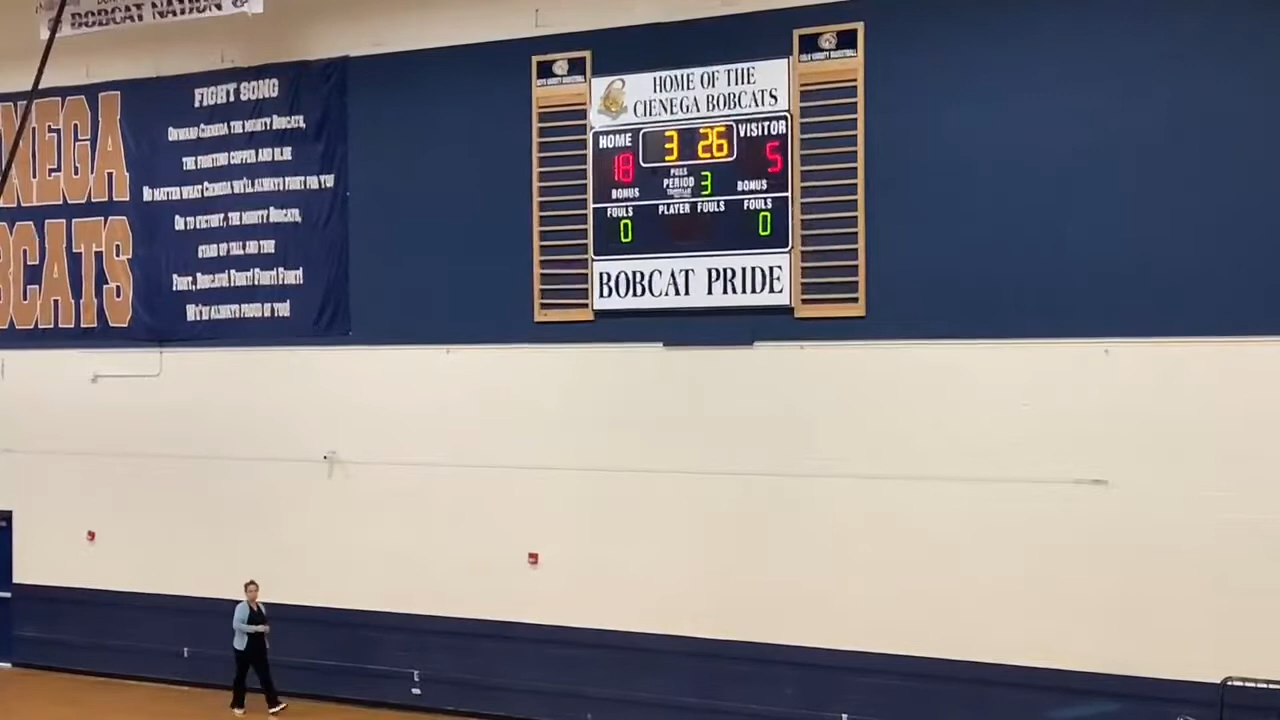 BOBCAT NATION
NEGA
BCATS
FIGHT SONG
ONWARD CIENEGA THE MIGHTY BOBCATS,
THE FIGHTING COPPER AND BLUE
NO MATTER WHAT CIENEGA WE'LL ALWAYS FIGHT FOR YOU
ON TO VICTORY, THE MIGHTY BOBCATS,
STAND UP TALL AND TRUE
FIGHT, BOBCATS! FIGHT! FIGHT! FIGHT!
WE'RE ALWAYS PROUD OF YOU!
HOME OF THE
CIENEGA BOBCATS
HOME 3 26 VISITOR
18 5
POSS
PERIOD 3
BONUS BONUS
FOULS PLAYER FOULS FOULS
0 0
BOBCAT PRIDE